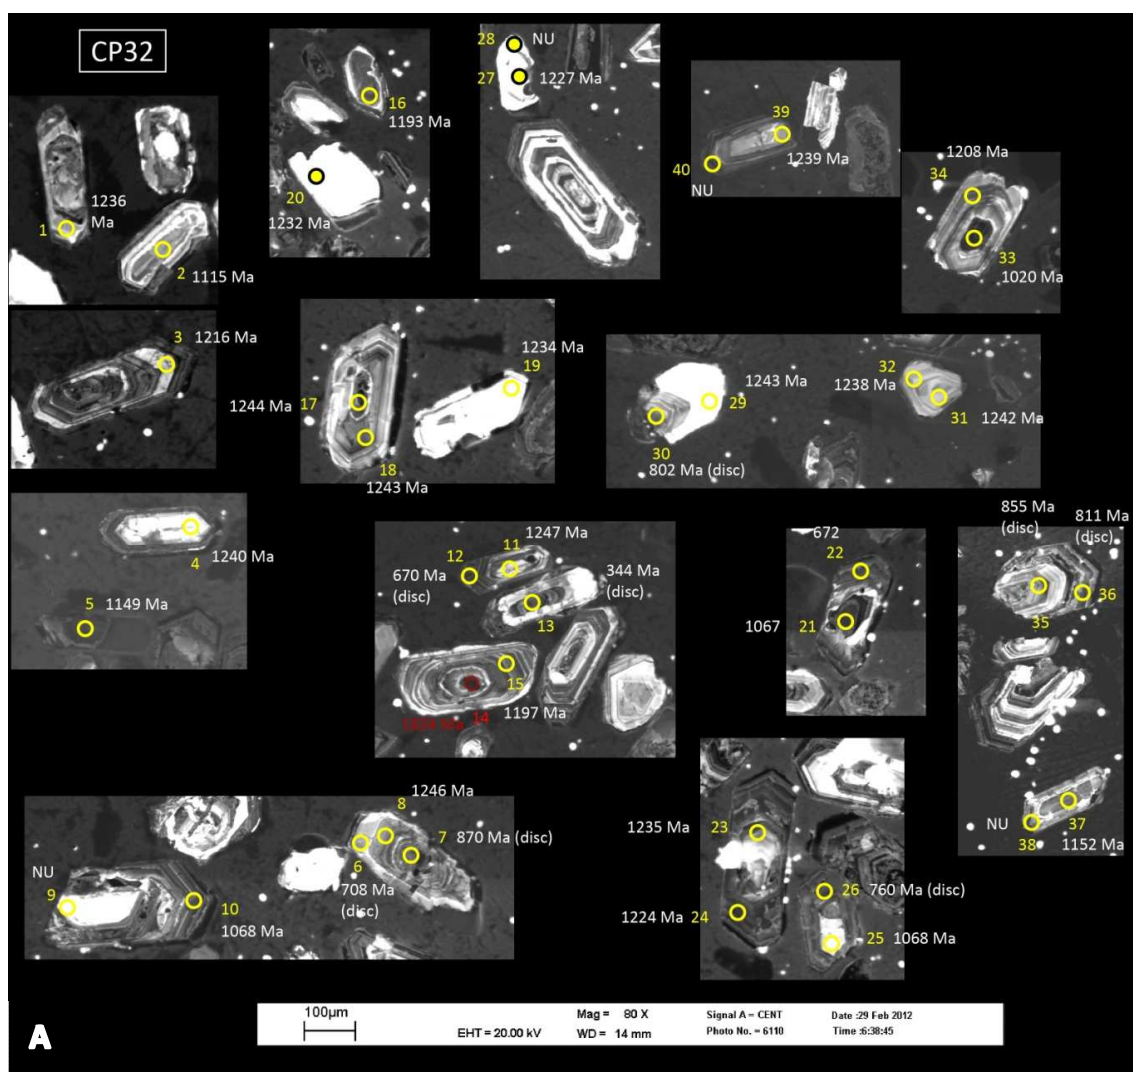 CP32
1236
Ma
1
2
1115 Ma
16
1193 Ma
20
1232 Ma
28
NU
27
1227 Ma
39
1239 Ma
40
NU
1208 Ma
34
33
1020 Ma
3
1216 Ma
1234 Ma
19
1244 Ma
17
18
1243 Ma
1243 Ma
29
30
802 Ma (disc)
32
1238 Ma
31
1242 Ma
4
1240 Ma
5
1149 Ma
1247 Ma
12
11
670 Ma
(disc)
344 Ma
(disc)
13
15
14
1197 Ma
672
22
21
1067
855 Ma
(disc)
811 Ma
(disc)
36
35
NU
38
37
1152 Ma
1246 Ma
8
7
870 Ma (disc)
6
708 Ma
(disc)
NU
9
10
1068 Ma
1235 Ma
23
1224 Ma
24
26
760 Ma (disc)
25
1068 Ma
A
100µm
EHT = 20.00 kV
Mag = 80 X
WD = 14 mm
Signal A = CENT
Photo No. = 6110
Date :29 Feb 2012
Time :6:38:45